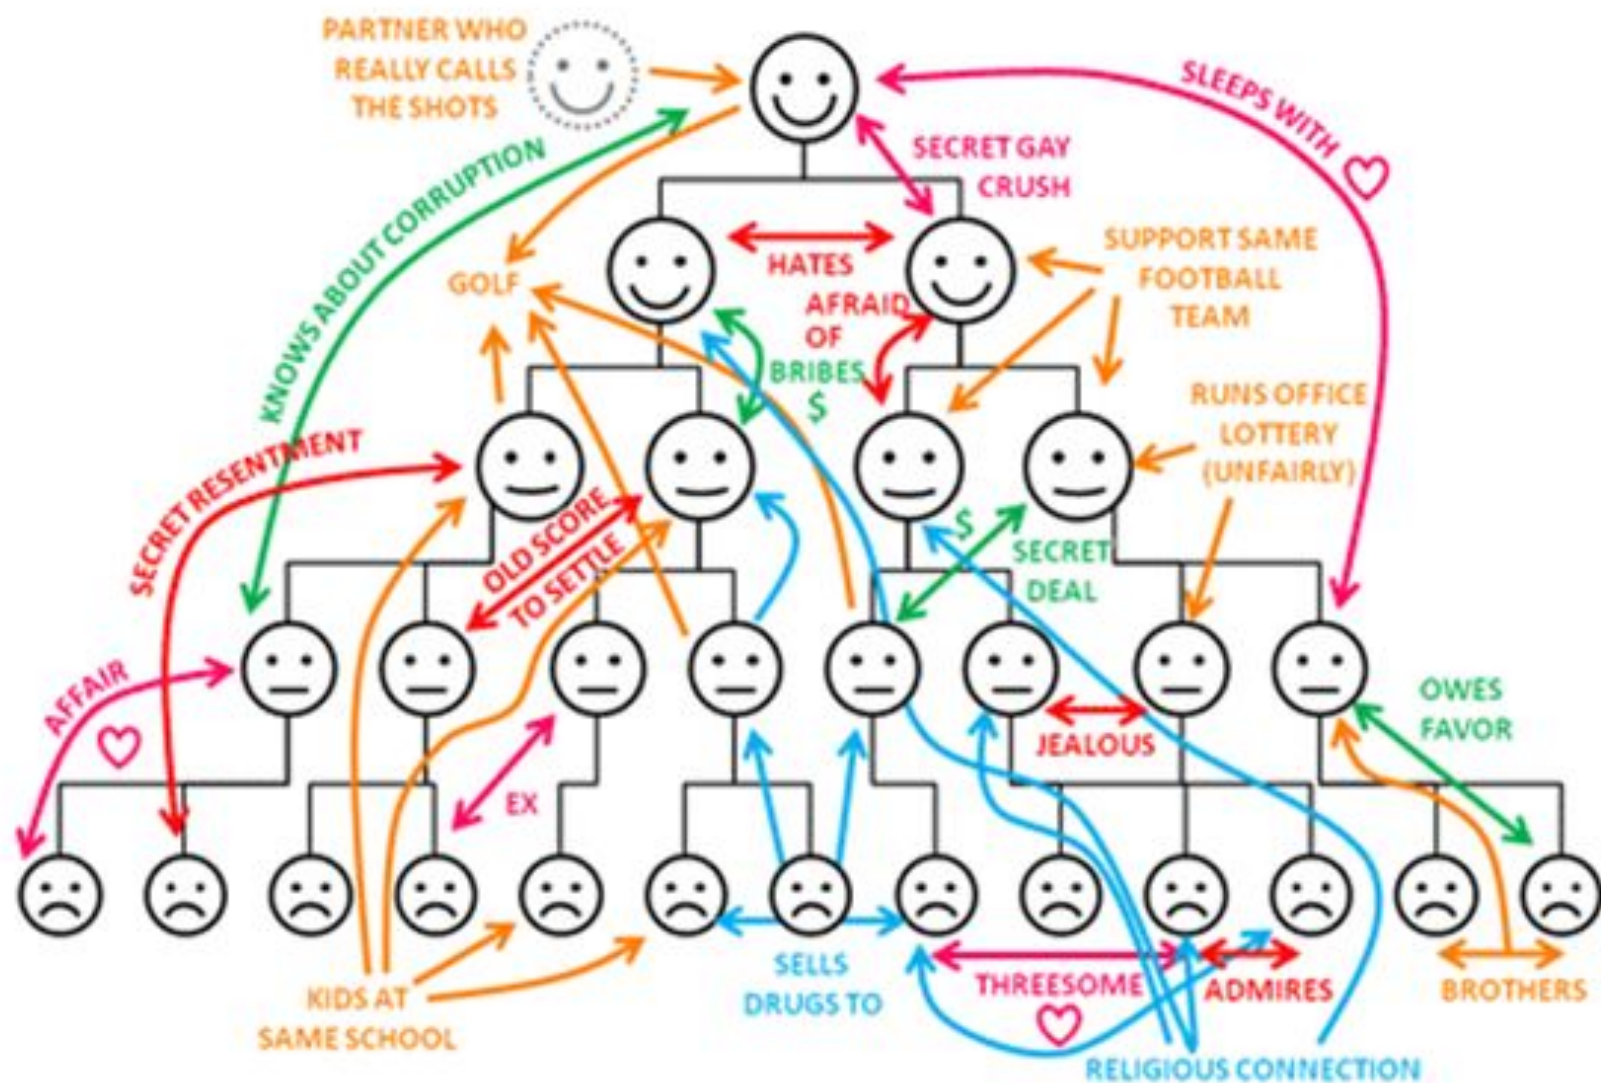 PARTNER WHO
REALLY CALLS
THE SHOTS
SLEEPS WITH
SECRET GAY
CRUSH
KNOWS ABOUT CORRUPTION
HATES
GOLF
SUPPORT SAME
FOOTBALL
TEAM
AFRAID
OF
BRIBES
$
RUNS OFFICE
LOTTERY
(UNFAIRLY)
SECRET RESENTMENT
OLD SCORE
TO SETTLE
$
SECRET
DEAL
AFFAIR
OWES
FAVOR
JEALOUS
EX
SELLS
DRUGS TO
THREESOME
ADMIRES
BROTHERS
KIDS AT
SAME SCHOOL
RELIGIOUS CONNECTION